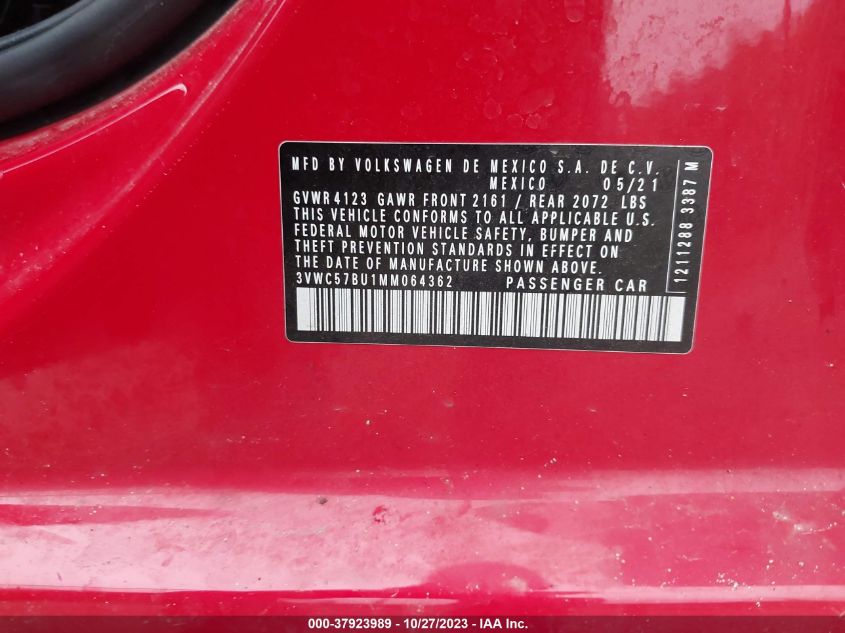 MFD BY VOLKSWAGEN DE MEXICO S.A. DE C.V.
MEXICO 05/21
GVWR 4123 GAWR FRONT 2161 / REAR 2072 LBS
THIS VEHICLE CONFORMS TO ALL APPLICABLE U.S.
FEDERAL MOTOR VEHICLE SAFETY, BUMPER AND
THEFT PREVENTION STANDARDS IN EFFECT ON
THE DATE OF MANUFACTURE SHOWN ABOVE.
3VWC57BU1MM064362 PASSENGER CAR
1211288 3387 M
000-37923989 - 10/27/2023 - IAA Inc.